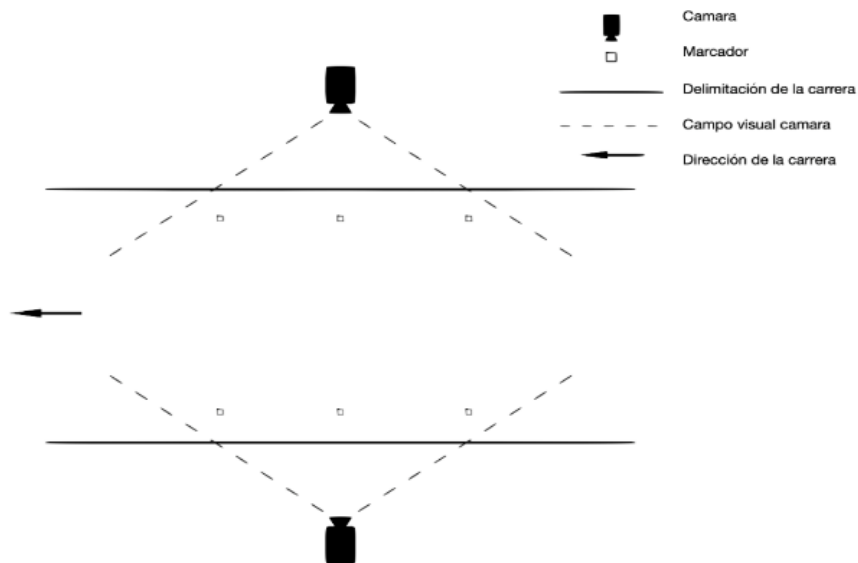 Camara
Marcador
Delimitación de la carrera
Campo visual camara
Dirección de la carrera